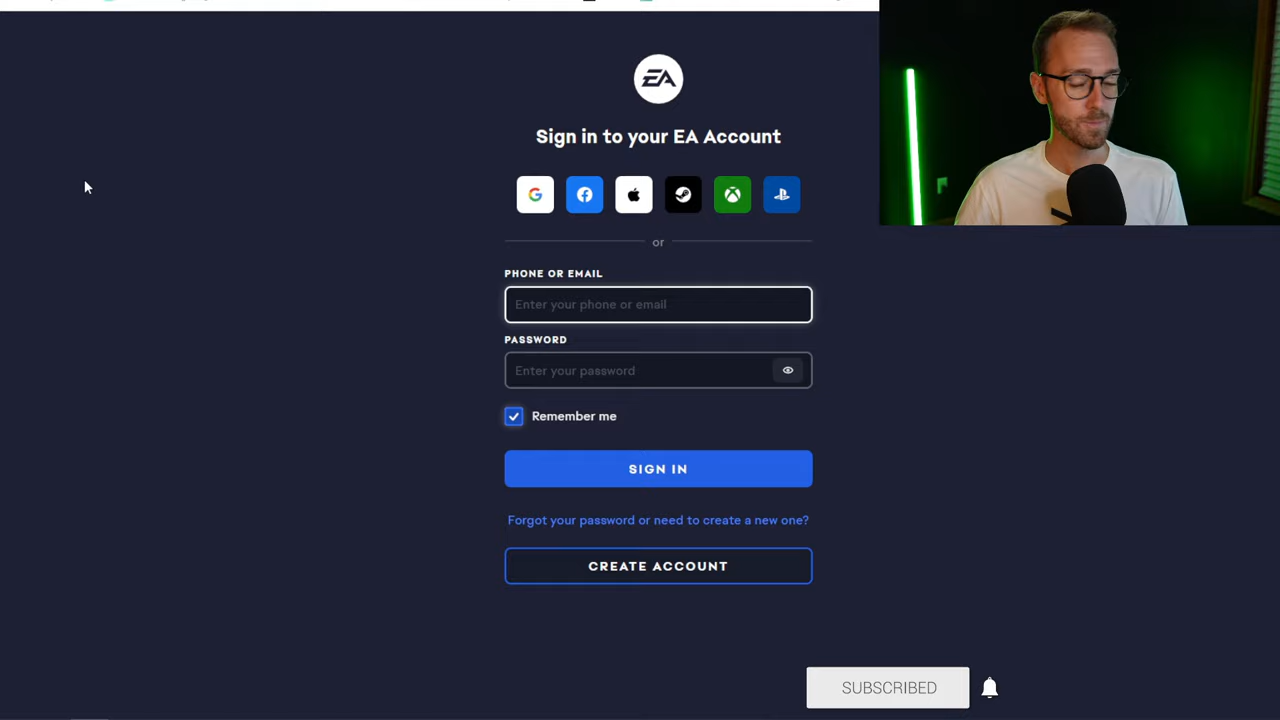 EA
Sign in to your EA Account
G
or
PHONE OR EMAIL
Enter your phone or email
PASSWORD
Enter your password
Remember me
SIGN IN
Forgot your password or need to create a new one?
CREATE ACCOUNT
SUBSCRIBED